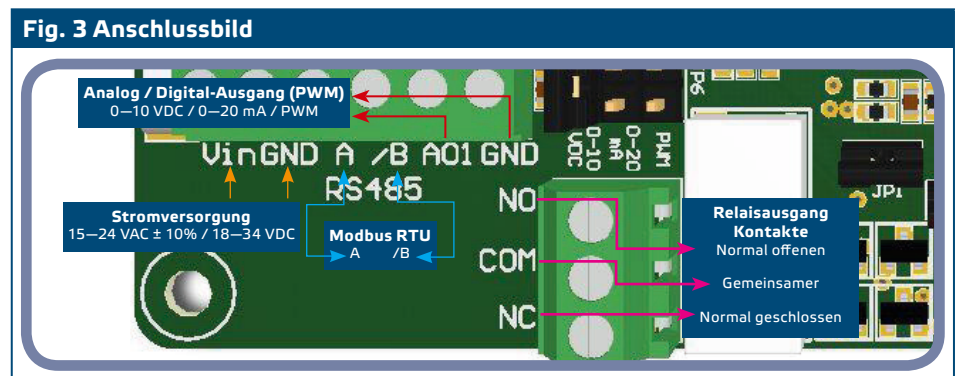 Fig. 3 Anschlussbild
Analog / Digital-Ausgang (PWM)
0—10 VDC / 0—20 mA / PWM
P6
VinGND A /B AO1 GND
RS485
0-10
VDC
0-20
mA
PWM
JP1
Stromversorgung
15—24 VAC ± 10% / 18—34 VDC
Modbus RTU
A /B
NO
COM
NC
Relaisausgang
Kontakte
Normal offenen
Gemeinsamer
Normal geschlossen